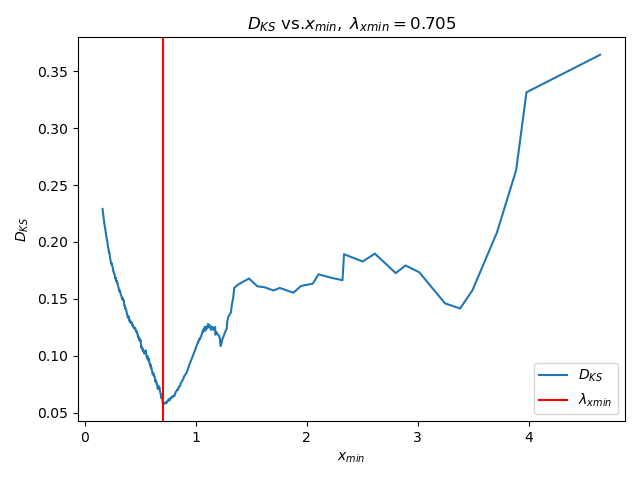 D_KS vs.x_min, λ_xmin = 0.705
0.35
0.30
0.25
0.20
0.15
0.10
0.05
D_KS
0 1 2 3 4
x_min
D_KS
λ_xmin